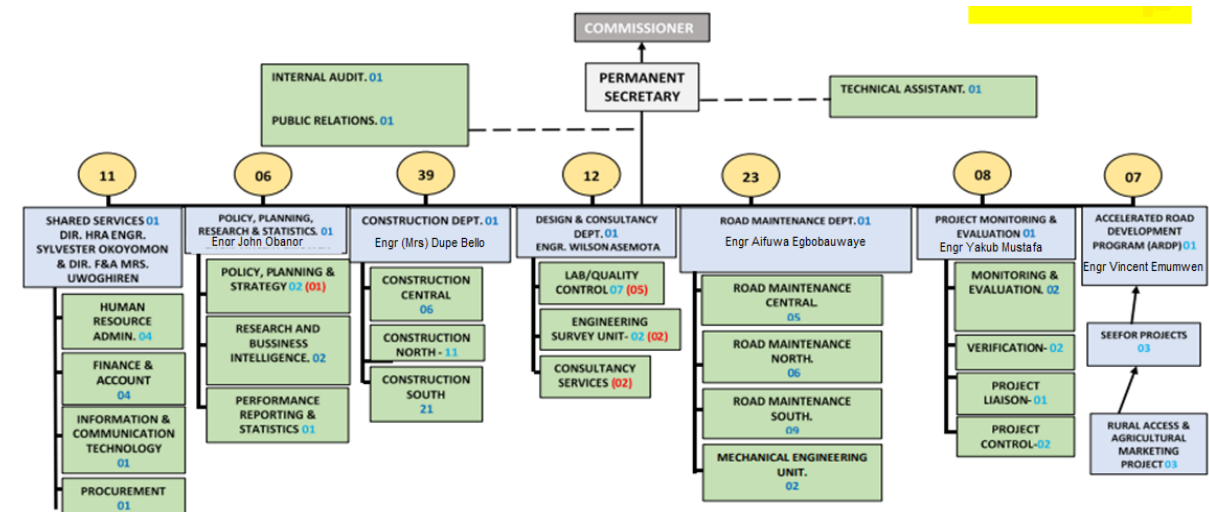 COMMISSIONER
PERMANENT
SECRETARY
INTERNAL AUDIT. 01
PUBLIC RELATIONS. 01
TECHNICAL ASSISTANT. 01
11
06
39
12
23
08
07
SHARED SERVICES 01
DIR. HRA ENGR.
SYLVESTER OKOYOMON
& DIR. F&A MRS.
UWOGHIREN
HUMAN
RESOURCE
ADMIN. 04
FINANCE &
ACCOUNT
04
INFORMATION &
COMMUNICATION
TECHNOLOGY
01
PROCUREMENT
01
POLICY, PLANNING,
RESEARCH & STATISTICS. 01
Enor John Obanor
POLICY, PLANNING &
STRATEGY 02 (01)
RESEARCH AND
BUSSINESS
INTELLIGENCE. 02
PERFORMANCE
REPORTING &
STATISTICS 01
CONSTRUCTION DEPT. 01
Engr (Mrs) Dupe Bello
CONSTRUCTION
CENTRAL
06
CONSTRUCTION
NORTH - 11
CONSTRUCTION
SOUTH
21
DESIGN & CONSULTANCY
DEPT. 01
ENGR. WILSON ASEMOTA
LAB/QUALITY
CONTROL 07 (05)
ENGINEERING
SURVEY UNIT- 02 (02)
CONSULTANCY
SERVICES (02)
ROAD MAINTENANCE DEPT. 01
Engr Aifuwa Egbobauwaye
ROAD MAINTENANCE
CENTRAL.
05
ROAD MAINTENANCE
NORTH.
06
ROAD MAINTENANCE
SOUTH.
09
MECHANICAL ENGINEERING
UNIT.
02
PROJECT MONITORING &
EVALUATION 01
Engr Yakub Mustafa
MONITORING &
EVALUATION. 02
VERIFICATION- 02
PROJECT
LIAISON- 01
PROJECT
CONTROL-02
ACCELERATED ROAD
DEVELOPMENT
PROGRAM (ARDP) 01
Engr Vincent Emumwen
SEEFOR PROJECTS
03
RURAL ACCESS &
AGRICULTURAL
MARKETING
PROJECT 03